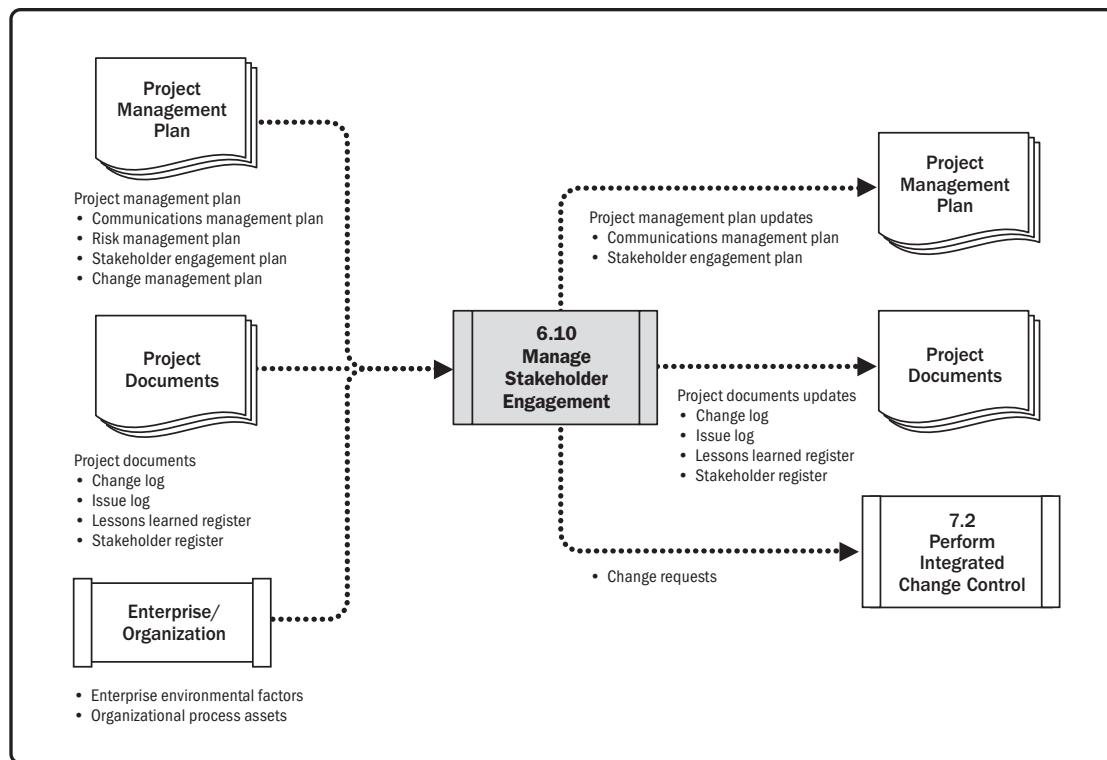 Project
Management
Plan
Project management plan
• Communications management plan
• Risk management plan
• Stakeholder engagement plan
• Change management plan
Project
Documents
Project documents
• Change log
• Issue log
• Lessons learned register
• Stakeholder register
Enterprise/
Organization
• Enterprise environmental factors
• Organizational process assets
6.10
Manage
Stakeholder
Engagement
Project management plan updates
• Communications management plan
• Stakeholder engagement plan
Project documents updates
• Change log
• Issue log
• Lessons learned register
• Stakeholder register
• Change requests
Project
Management
Plan
Project
Documents
7.2
Perform
Integrated
Change Control